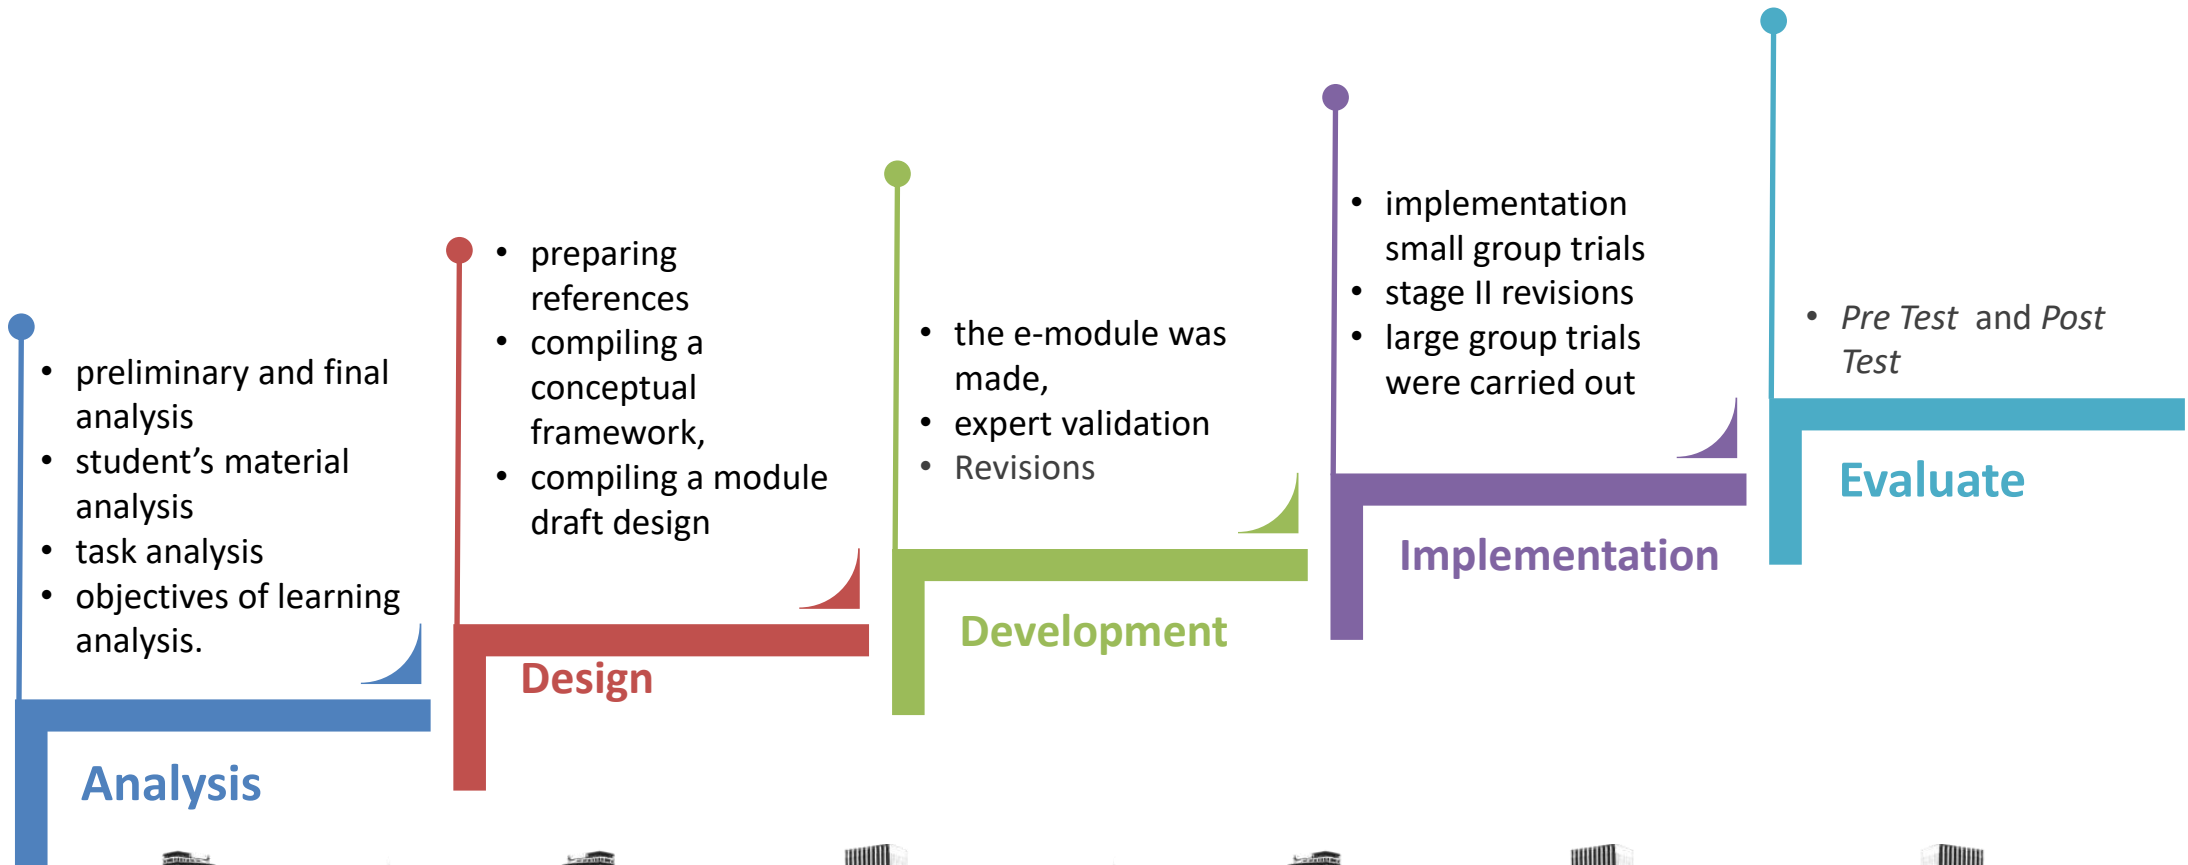 • preliminary and final
analysis
• student’s material
analysis
• task analysis
• objectives of learning
analysis.
Analysis
• preparing
references
• compiling a
conceptual
framework,
• compiling a module
draft design
Design
• the e-module was
made,
• expert validation
• Revisions
Development
• implementation
small group trials
• stage II revisions
• large group trials
were carried out
Implementation
• Pre Test and Post
Test
Evaluate